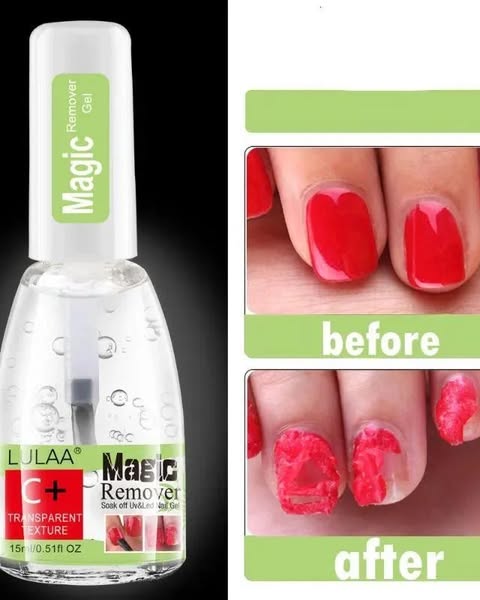 Magic
Remover
Gel
LULAA®
C+
TRANSPARENT
TEXTURE
15ml/0.51fl OZ
Magic
Remover
Soak off Uv&Led Nail Gel
before
after